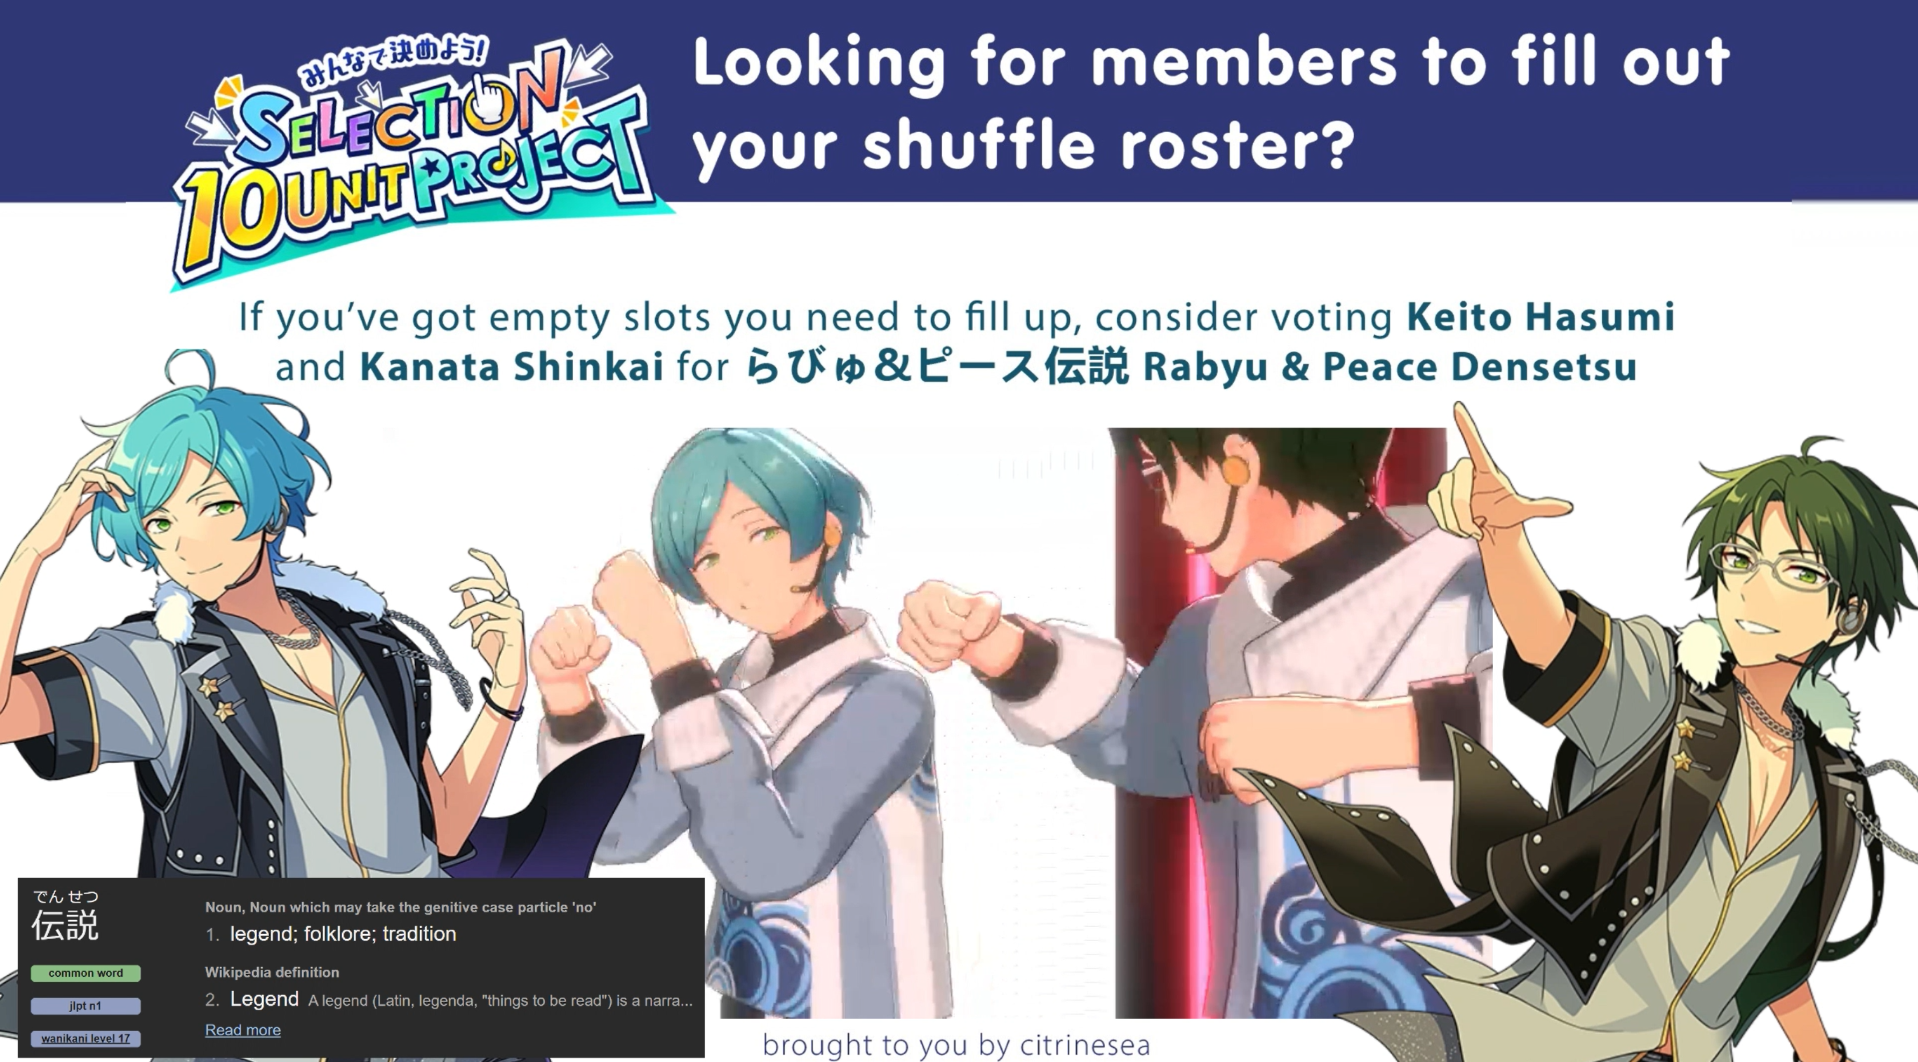 みんなで決めよう!
SELECTION
10 UNIT PROJECT
Looking for members to fill out
your shuffle roster?
If you've got empty slots you need to fill up, consider voting Keito Hasumi
and Kanata Shinkai for らびゅ&ピース伝説 Rabyu & Peace Densetsu
でん せつ
伝説
common word
jlpt n1
wanikani level 17
Noun, Noun which may take the genitive case particle 'no'
1. legend; folklore; tradition
Wikipedia definition
2. Legend A legend (Latin, legenda, "things to be read") is a narra...
Read more
brought to you by citrinesea